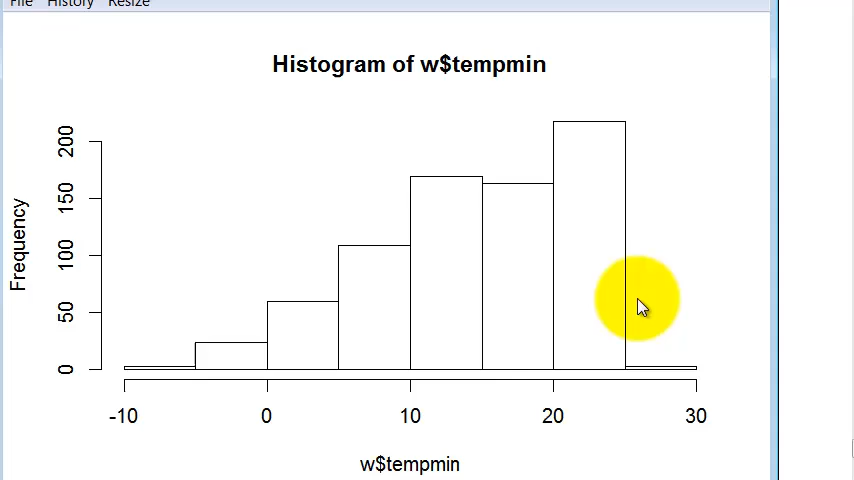 File History Resize
Histogram of w$tempmin
Frequency
200
150
100
50
0
-10 0 10 20 30
w$tempmin